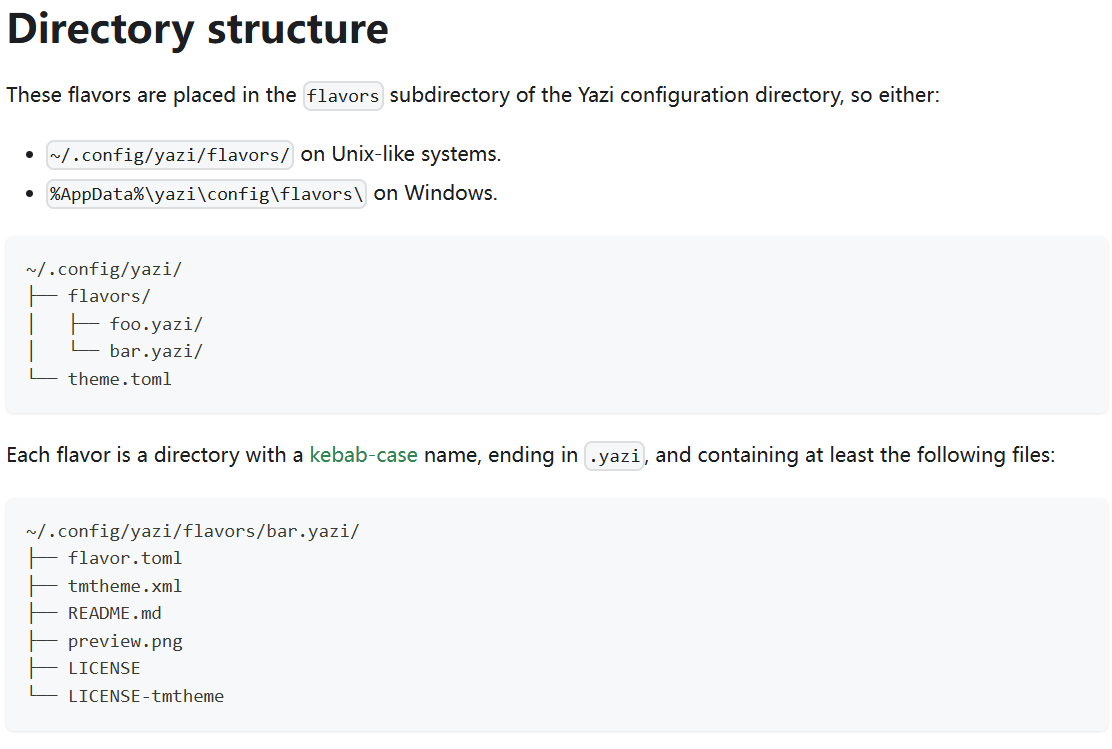 Directory structure
These flavors are placed in the flavors subdirectory of the Yazi configuration directory, so either:
• ~/.config/yazi/flavors/ on Unix-like systems.
• %AppData%\yazi\config\flavors\ on Windows.
~/.config/yazi/
├── flavors/
│   ├── foo.yazi/
│   └── bar.yazi/
└── theme.toml
Each flavor is a directory with a kebab-case name, ending in .yazi, and containing at least the following files:
~/.config/yazi/flavors/bar.yazi/
├── flavor.toml
├── tmtheme.xml
├── README.md
├── preview.png
├── LICENSE
└── LICENSE-tmtheme